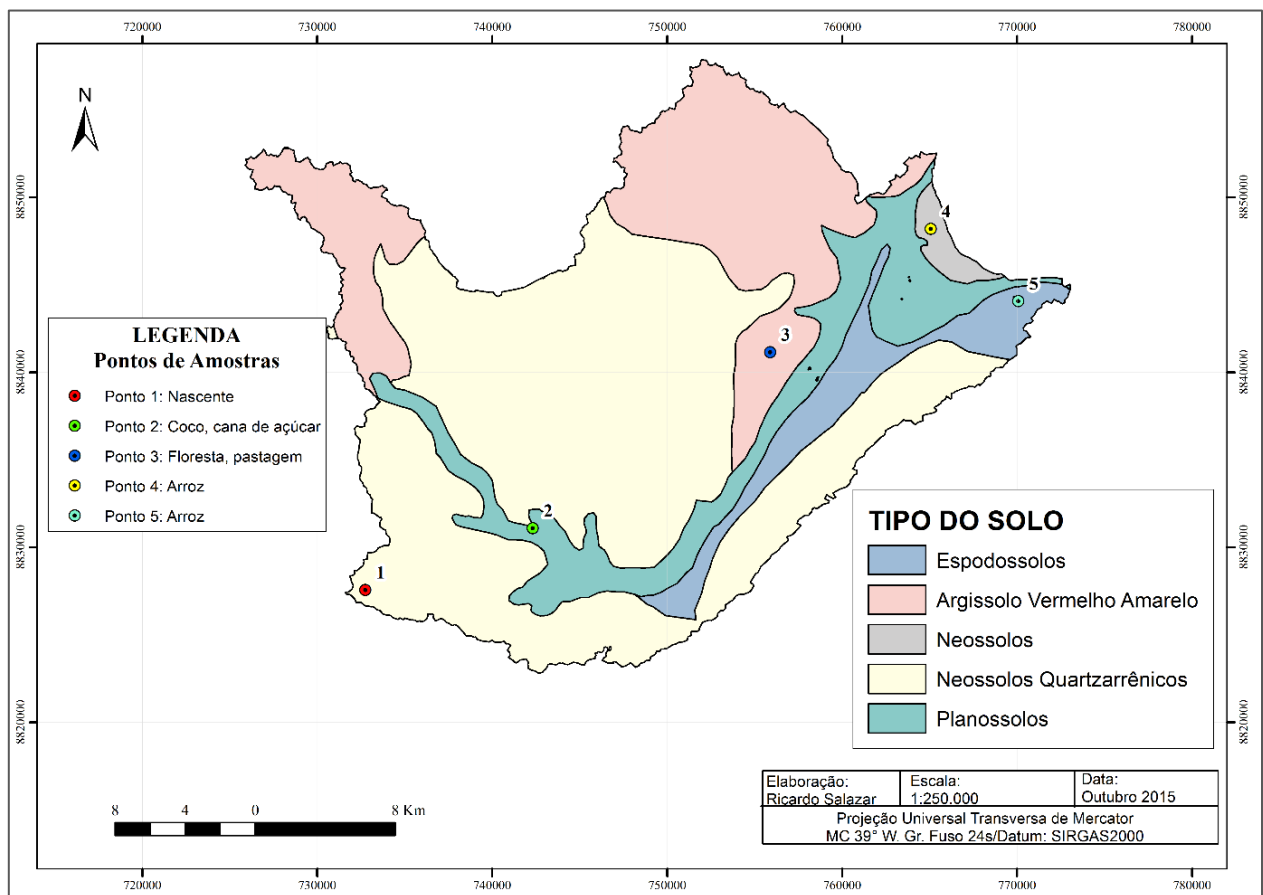 720000 730000 740000 750000 760000 770000 780000
N
8850000 8850000
4
5
LEGENDA
Pontos de Amostras
3
8840000 8840000
Ponto 1: Nascente
Ponto 2: Coco, cana de açúcar
Ponto 3: Floresta, pastagem
Ponto 4: Arroz
Ponto 5: Arroz
2
TIPO DO SOLO
8830000 8830000
Espodossolos
1
Argissolo Vermelho Amarelo
Neossolos
Neossolos Quartzarrênicos
Planossolos
8820000 8820000
Elaboração:
Ricardo Salazar
Escala:
1:250.000
Data:
Outubro 2015
8 4 0 8 Km
Projeção Universal Transversa de Mercator
MC 39° W. Gr. Fuso 24s/Datum: SIRGAS2000
720000 730000 740000 750000 760000 770000 780000